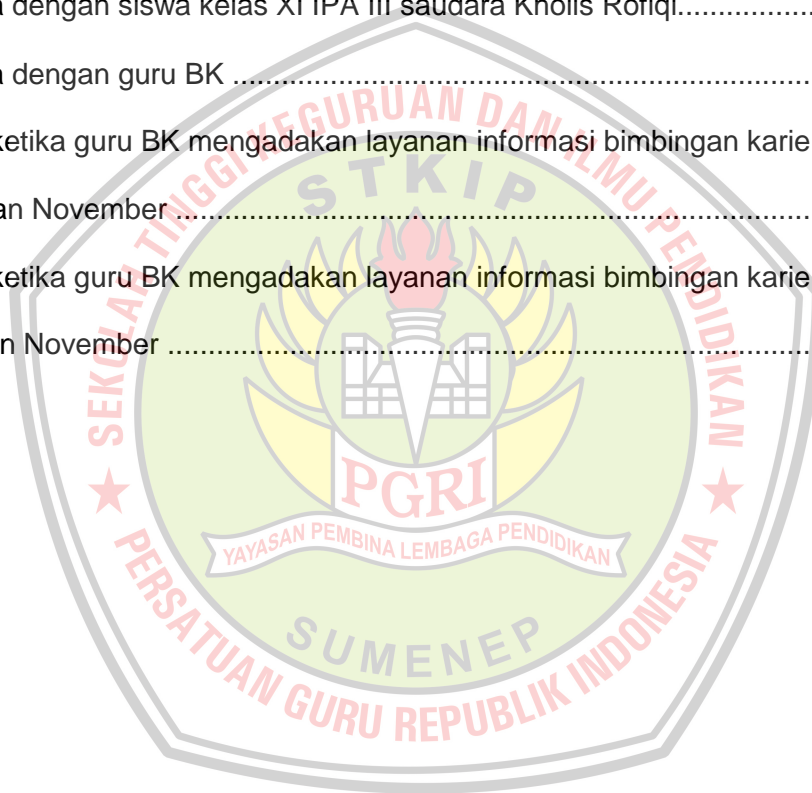 dengan siswa kelas XI IPA III saudara Kholis Rofiqi....................
dengan guru BK ........................................................................
ketika guru BK mengadakan layanan informasi bimbingan karie
an November ...............................................................................
ketika guru BK mengadakan layanan informasi bimbingan karie
n November ................................................................................
SEKOLAH TINGGI KEGURUAN DAN ILMU PENDIDIKAN
STKIP
PGRI
YAYASAN PEMBINA LEMBAGA PENDIDIKAN
SUMENEP
★ PERSATUAN GURU REPUBLIK INDONESIA ★